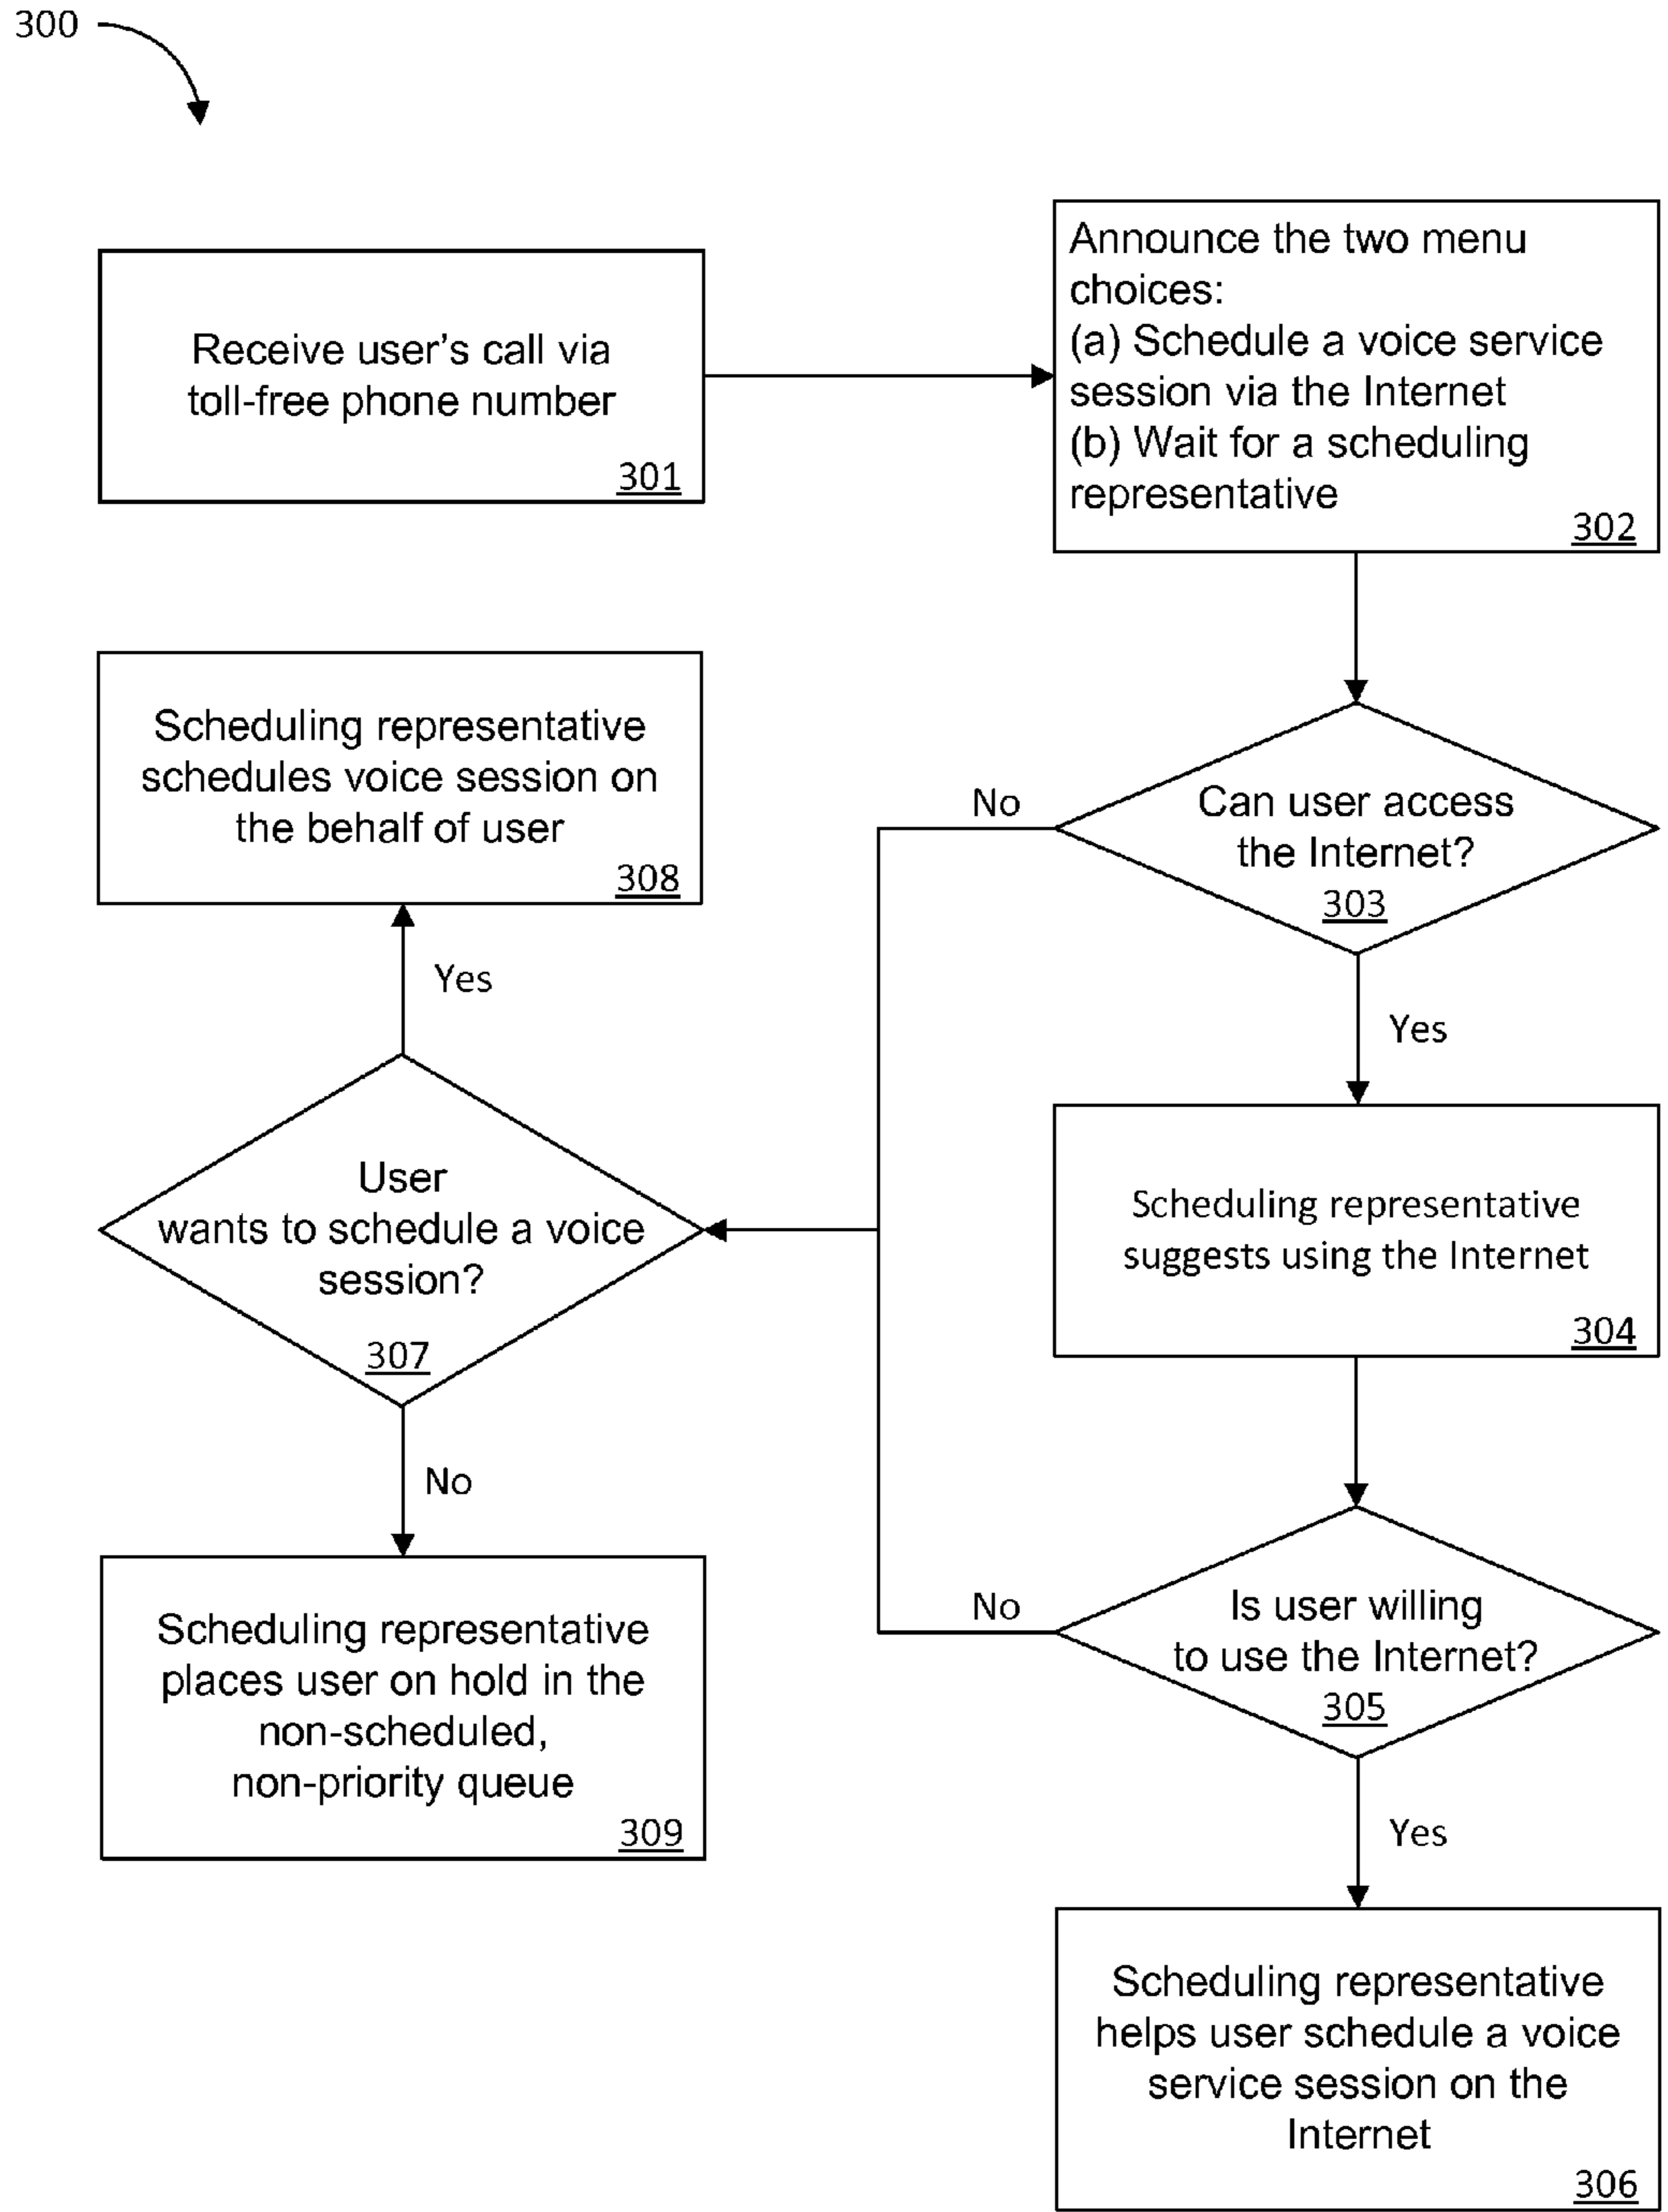 300
Receive user’s call via
toll-free phone number
301
Announce the two menu
choices:
(a) Schedule a voice service
session via the Internet
(b) Wait for a scheduling
representative
302
Can user access
the Internet?
303
No
Yes
Scheduling representative
suggests using the Internet
304
Is user willing
to use the Internet?
305
No
Yes
Scheduling representative
helps user schedule a voice
service session on the
Internet
306
User
wants to schedule a voice
session?
307
Yes
Scheduling representative
schedules voice session on
the behalf of user
308
No
Scheduling representative
places user on hold in the
non-scheduled,
non-priority queue
309